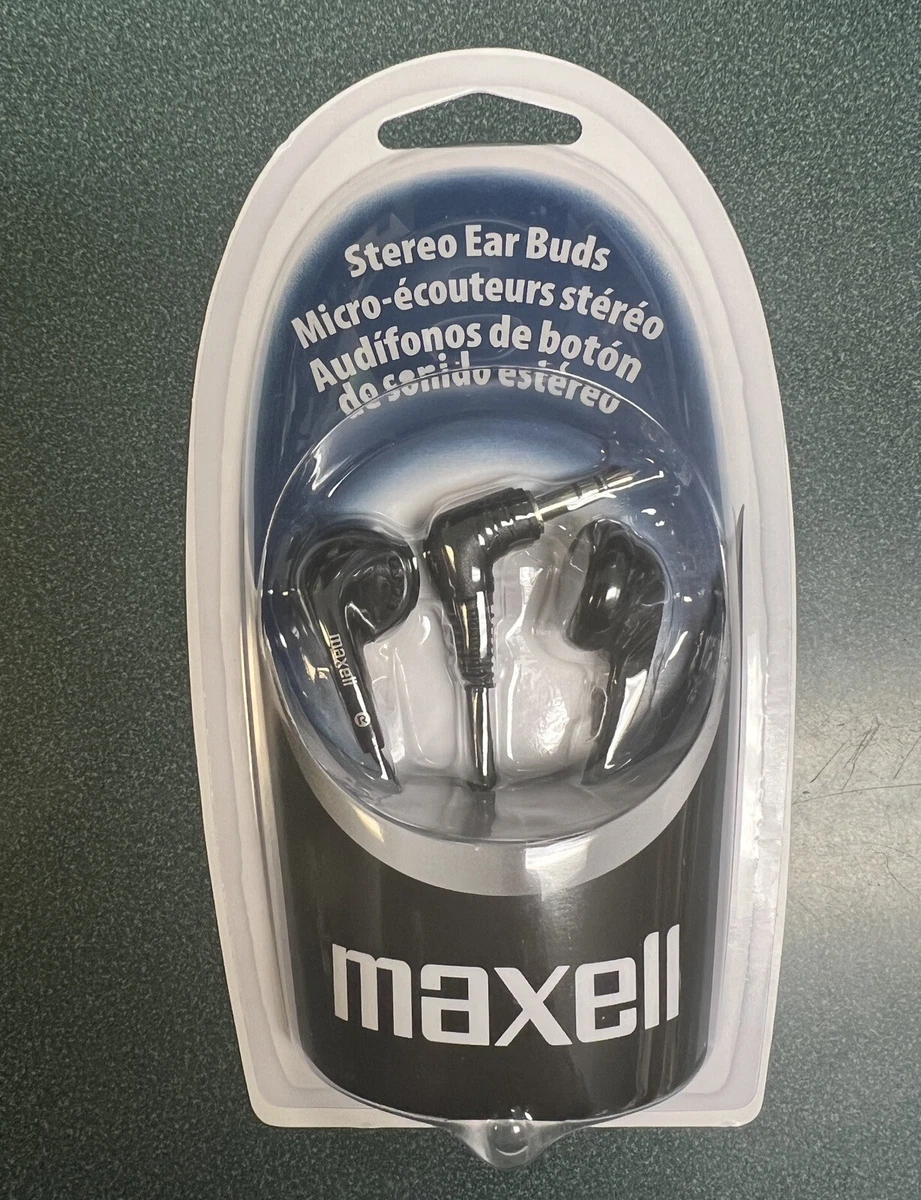 Stereo Ear Buds
Micro-écouteurs stéréo
Audífonos de botón
de sonido estéreo
maxell
R
maxell